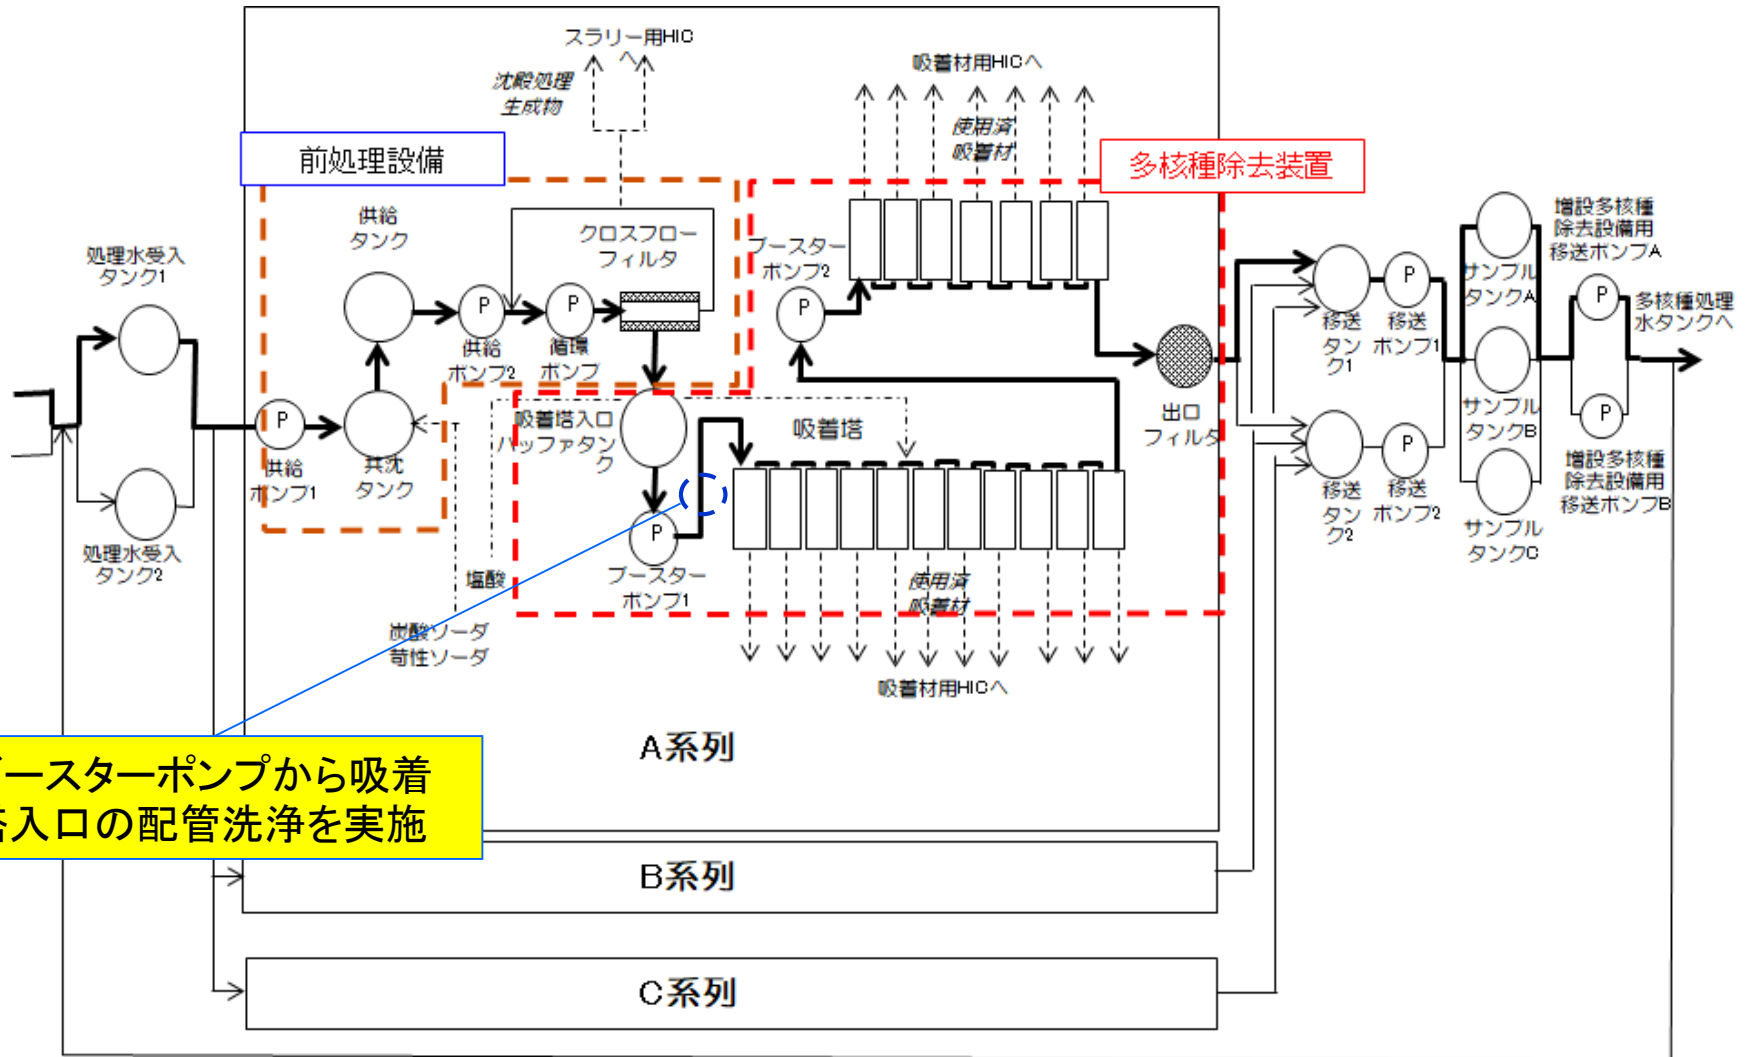 スラリー用HIC
へ
沈殿処理
生成物
吸着材用HICへ
使用済
吸着材
前処理設備
多核種除去装置
供給
タンク
クロスフロー
フィルタ
ブースター
ポンプ2
処理水受入
タンク1
P
供給
ポンプ2
P
循環
ポンプ
P
P
供給
ポンプ1
共沈
タンク
吸着塔入口
バッファタン
ク
吸着塔
出口
フィルタ
P
ブースター
ポンプ1
処理水受入
タンク2
塩酸
炭酸ソーダ
苛性ソーダ
使用済
吸着材
吸着材用HICへ
移送
タン
ク1
P
移送
ポンプ1
移送
タン
ク2
P
移送
ポンプ2
サンプル
タンクA
サンプル
タンクB
サンプル
タンクC
増設多核種
除去設備用
移送ポンプA
P
多核種処理
水タンクへ
P
増設多核種
除去設備用
移送ポンプB
A系列
ースターポンプから吸着
塔入口の配管洗浄を実施
B系列
C系列